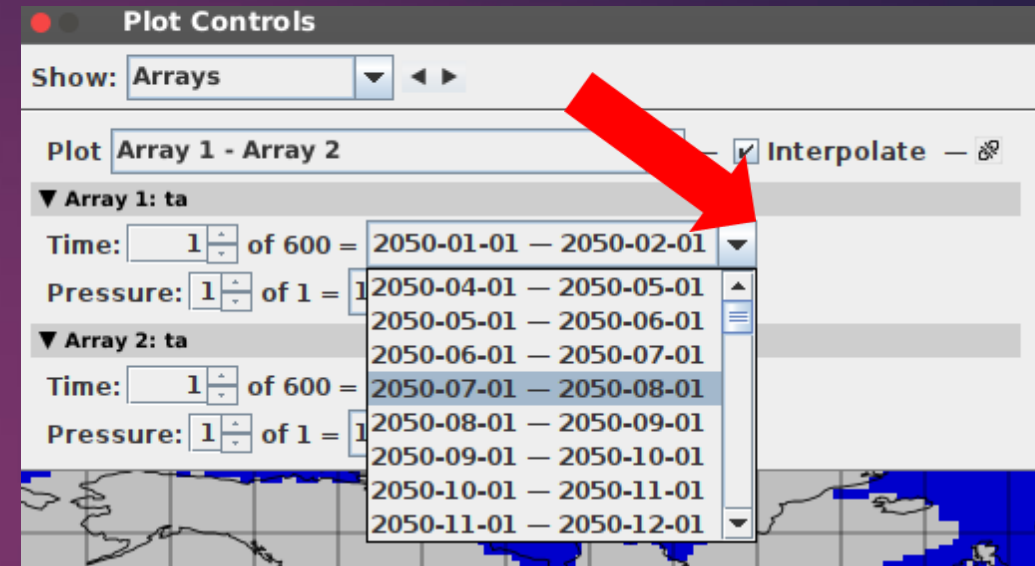 Plot Controls
Show: Arrays
Plot Array 1 - Array 2 — Interpolate —
Array 1: ta
Time: 1 of 600 = 2050-01-01 — 2050-02-01
Pressure: 1 of 1 =
2050-04-01 — 2050-05-01
2050-05-01 — 2050-06-01
2050-06-01 — 2050-07-01
2050-07-01 — 2050-08-01
2050-08-01 — 2050-09-01
2050-09-01 — 2050-10-01
2050-10-01 — 2050-11-01
2050-11-01 — 2050-12-01
Array 2: ta
Time: 1 of 600 =
Pressure: 1 of 1 =